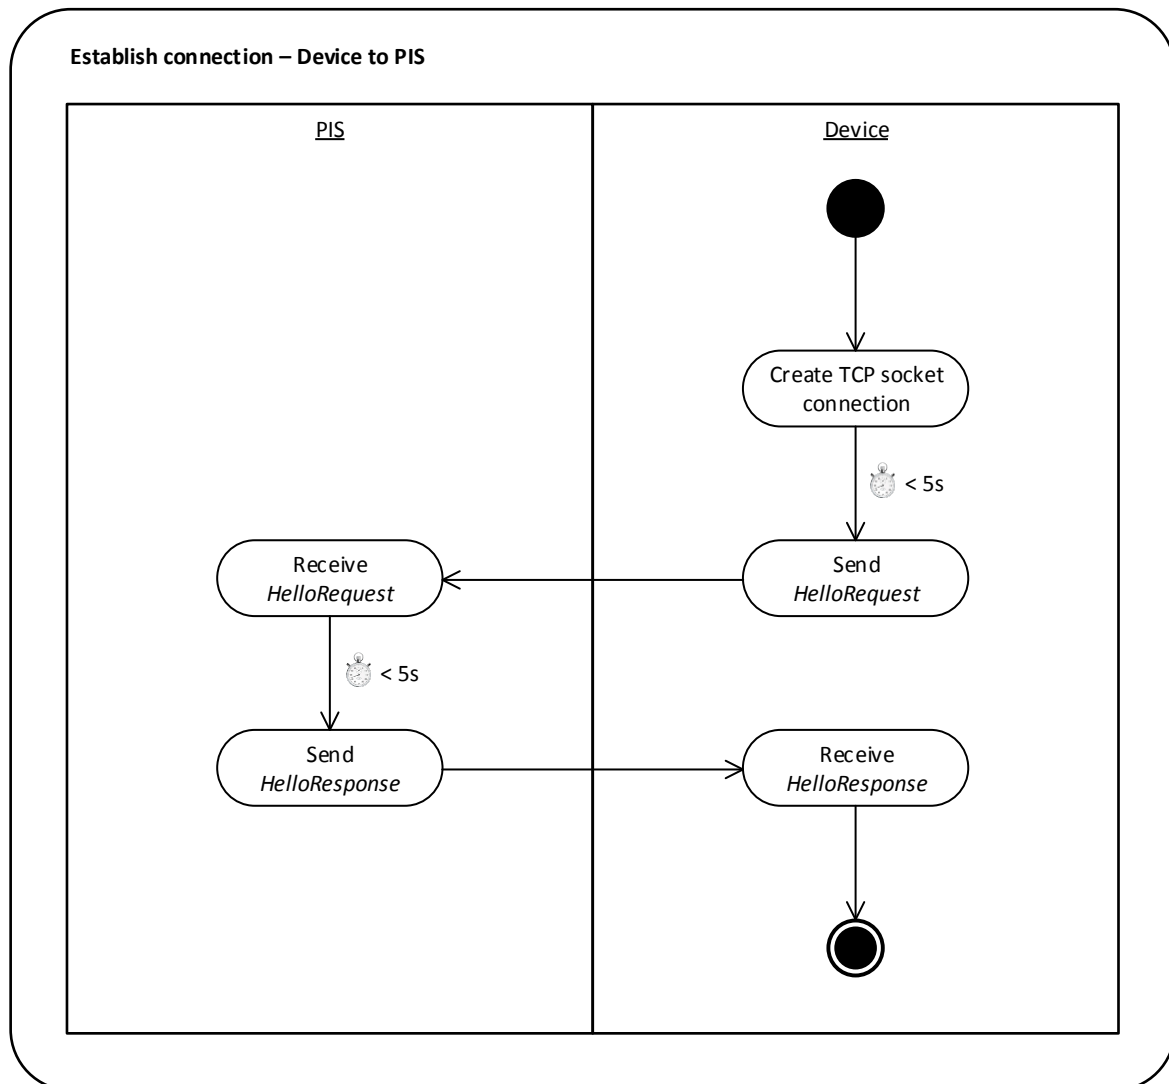 Establish connection – Device to PIS
PIS
Device
Create TCP socket
connection
< 5s
Receive
HelloRequest
Send
HelloRequest
< 5s
Send
HelloResponse
Receive
HelloResponse